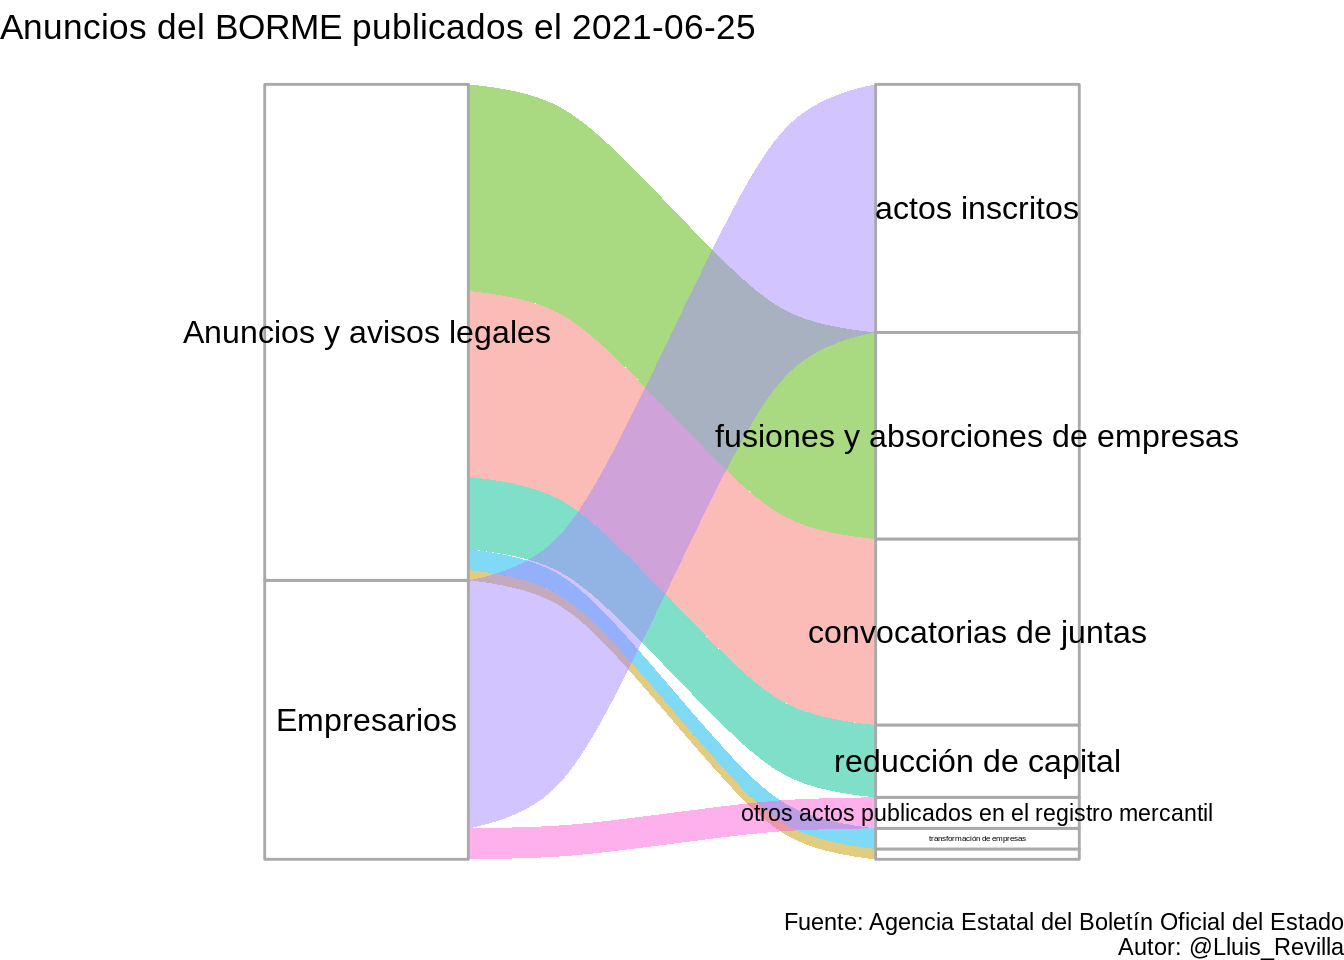 Anuncios del BORME publicados el 2021-06-25
actos inscritos
Anuncios y avisos legales
fusiones y absorciones de empresas
convocatorias de juntas
Empresarios
reducción de capital
otros actos publicados en el registro mercantil
transformación de empresas
Fuente: Agencia Estatal del Boletín Oficial del Estado
Autor: @Lluis_Revilla